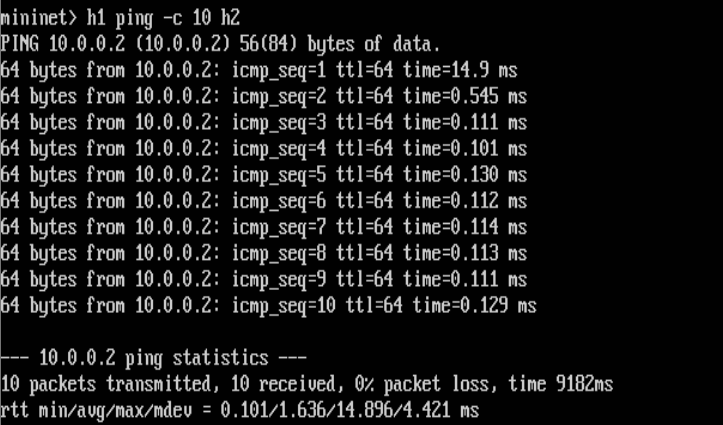 mininet> h1 ping -c 10 h2
PING 10.0.0.2 (10.0.0.2) 56(84) bytes of data.
64 bytes from 10.0.0.2: icmp_seq=1 ttl=64 time=14.9 ms
64 bytes from 10.0.0.2: icmp_seq=2 ttl=64 time=0.545 ms
64 bytes from 10.0.0.2: icmp_seq=3 ttl=64 time=0.111 ms
64 bytes from 10.0.0.2: icmp_seq=4 ttl=64 time=0.101 ms
64 bytes from 10.0.0.2: icmp_seq=5 ttl=64 time=0.130 ms
64 bytes from 10.0.0.2: icmp_seq=6 ttl=64 time=0.112 ms
64 bytes from 10.0.0.2: icmp_seq=7 ttl=64 time=0.114 ms
64 bytes from 10.0.0.2: icmp_seq=8 ttl=64 time=0.113 ms
64 bytes from 10.0.0.2: icmp_seq=9 ttl=64 time=0.111 ms
64 bytes from 10.0.0.2: icmp_seq=10 ttl=64 time=0.129 ms
--- 10.0.0.2 ping statistics ---
10 packets transmitted, 10 received, 0% packet loss, time 9182ms
rtt min/avg/max/mdev = 0.101/1.636/14.896/4.421 ms